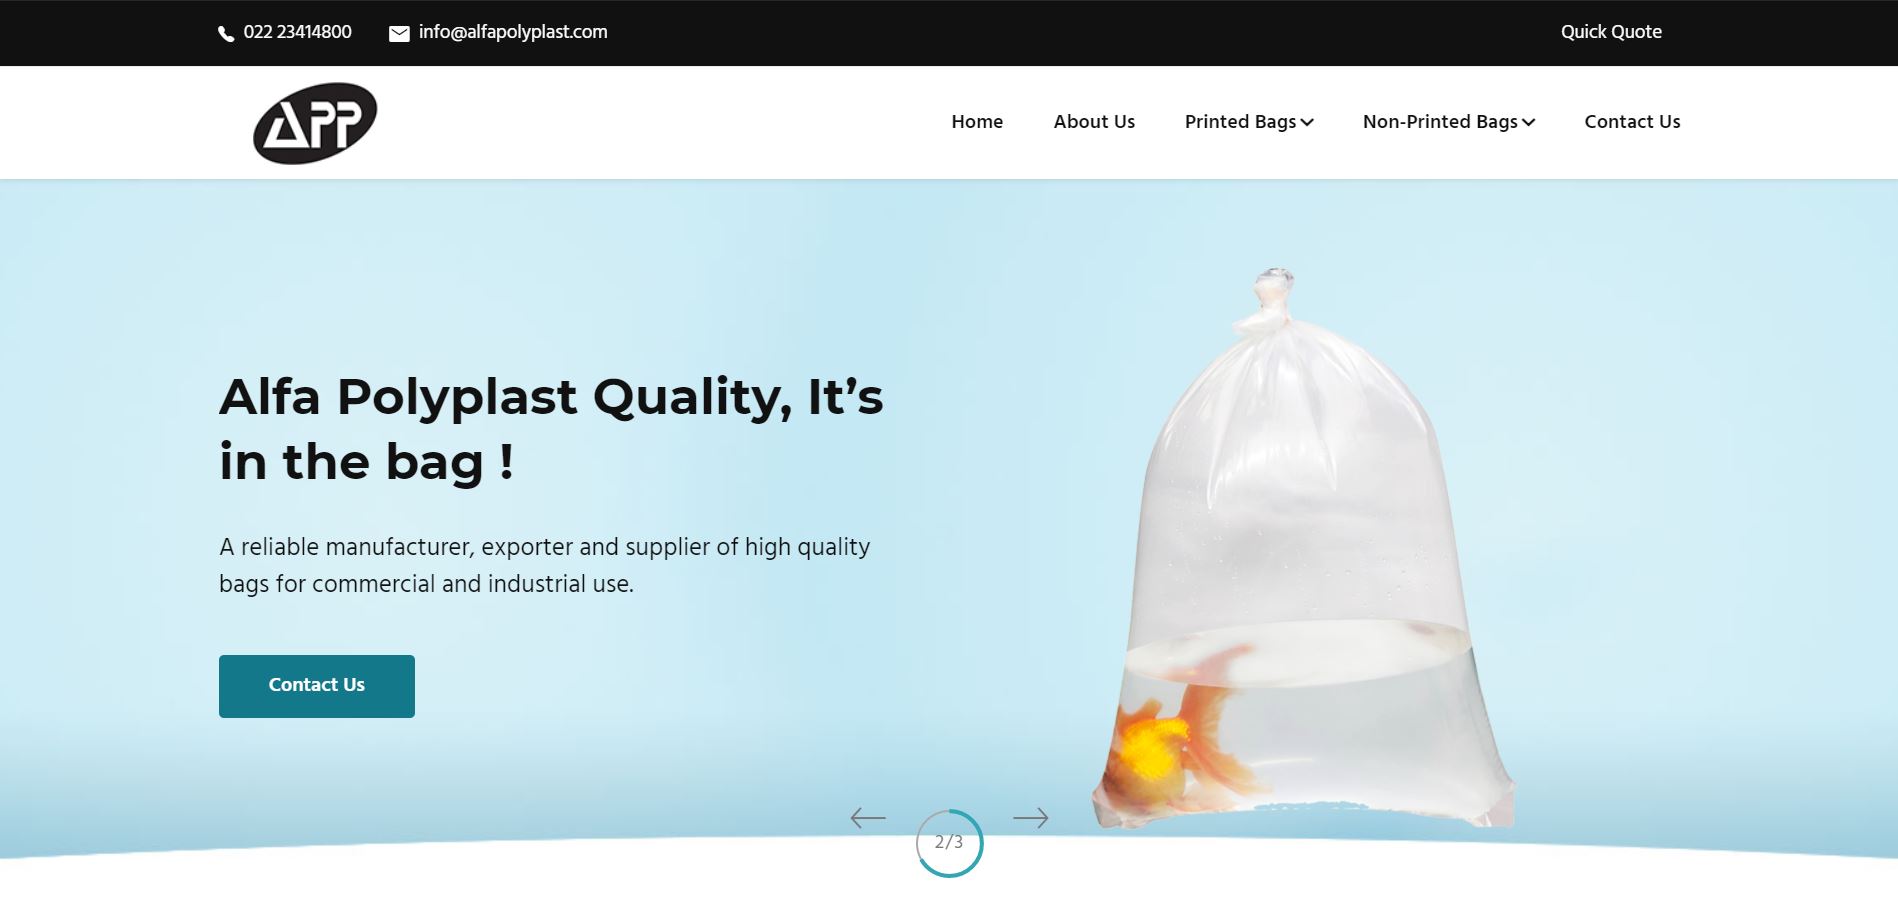 022 23414800
info@alfapolyplast.com
Quick Quote
APP
Home
About Us
Printed Bags
Non-Printed Bags
Contact Us
Alfa Polyplast Quality, It’s
in the bag !
A reliable manufacturer, exporter and supplier of high quality
bags for commercial and industrial use.
Contact Us
2/3